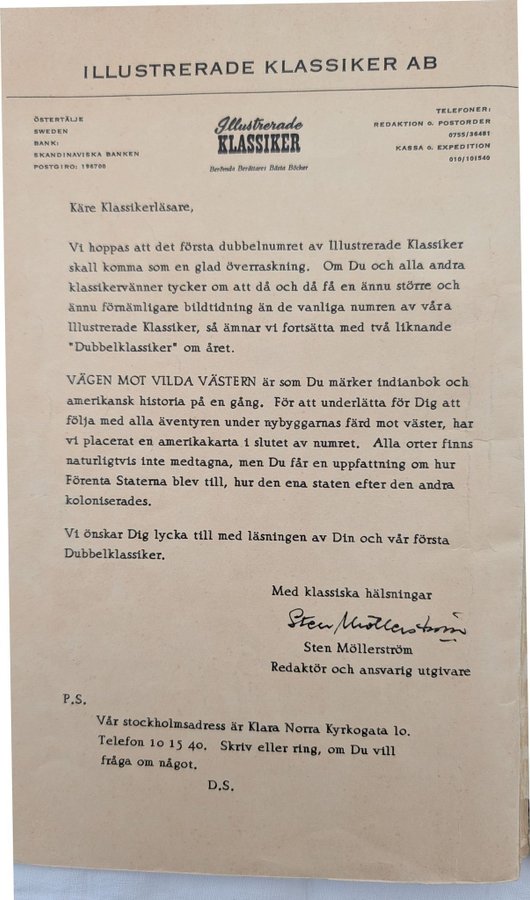 ILLUSTRERADE KLASSIKER AB
ÖSTERTÄLJE
SWEDEN
BANK:
SKANDINAVISKA BANKEN
POSTGIRO: 196700
Illustrerade
KLASSIKER
Berömda Berättares Bästa Böcker
TELEFONER:
REDAKTION o. POSTORDER
0755/36481
KASSA o. EXPEDITION
010/101540
Käre Klassikerläsare,
Vi hoppas att det första dubbelnumret av Illustrerade Klassiker
skall komma som en glad överraskning. Om Du och alla andra
klassikervänner tycker om att då och då få en ännu större och
ännu förnämligare bildtidning än de vanliga numren av våra
Illustrerade Klassiker, så ämnar vi fortsätta med två liknande
"Dubbelklassiker" om året.
VÄGEN MOT VILDA VÄSTERN är som Du märker indianbok och
amerikansk historia på en gång. För att underlätta för Dig att
följa med alla äventyren under nybyggarnas färd mot väster, har
vi placerat en amerikakarta i slutet av numret. Alla orter finns
naturligtvis inte medtagna, men Du får en uppfattning om hur
Förenta Staterna blev till, hur den ena staten efter den andra
koloniserades.
Vi önskar Dig lycka till med läsningen av Din och vår första
Dubbelklassiker.
Med klassiska hälsningar
Sten Möllerström
Sten Möllerström
Redaktör och ansvarig utgivare
P.S.
Vår stockholmsadress är Klara Norra Kyrkogata 10.
Telefon 10 15 40. Skriv eller ring, om Du vill
fråga om något.
D.S.